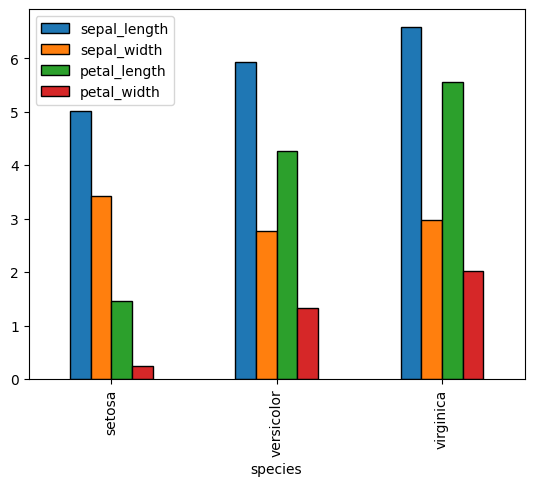 sepal_length
sepal_width
petal_length
petal_width
6
5
4
3
2
1
0
setosa
versicolor
virginica
species